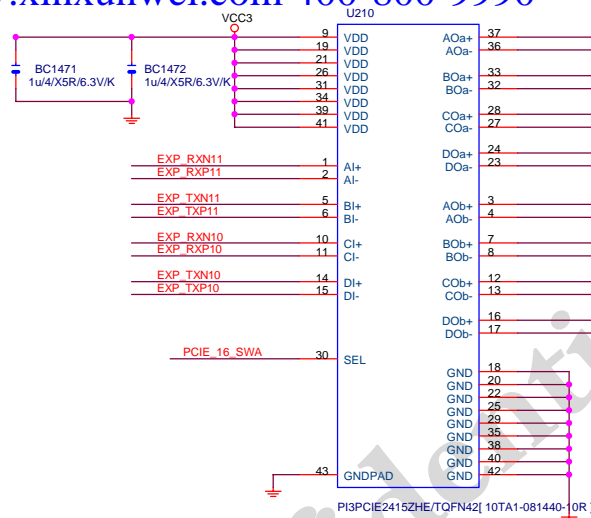 .xinxunwei.com 400-800-9990
VCC3
U210
BC1471
1u/4/X5R/6.3V/K
BC1472
1u/4/X5R/6.3V/K
9 VDD
19 VDD
21 VDD
26 VDD
31 VDD
34 VDD
39 VDD
41 VDD
EXP_RXN11 1 AI+
EXP_RXP11 2 AI-
EXP_TXN11 5 BI+
EXP_TXP11 6 BI-
EXP_RXN10 10 CI+
EXP_RXP10 11 CI-
EXP_TXN10 14 DI+
EXP_TXP10 15 DI-
PCIE_16_SWA 30 SEL
43 GNDPAD
AOa+ 37
AOa- 36
BOa+ 33
BOa- 32
COa+ 28
COa- 27
DOa+ 24
DOa- 23
AOb+ 3
AOb- 4
BOb+ 7
BOb- 8
COb+ 12
COb- 13
DOb+ 16
DOb- 17
GND 18
GND 20
GND 22
GND 25
GND 29
GND 35
GND 38
GND 40
GND 42
PI3PCIE2415ZHE/TQFN42[ 10TA1-081440-10R ]
denti